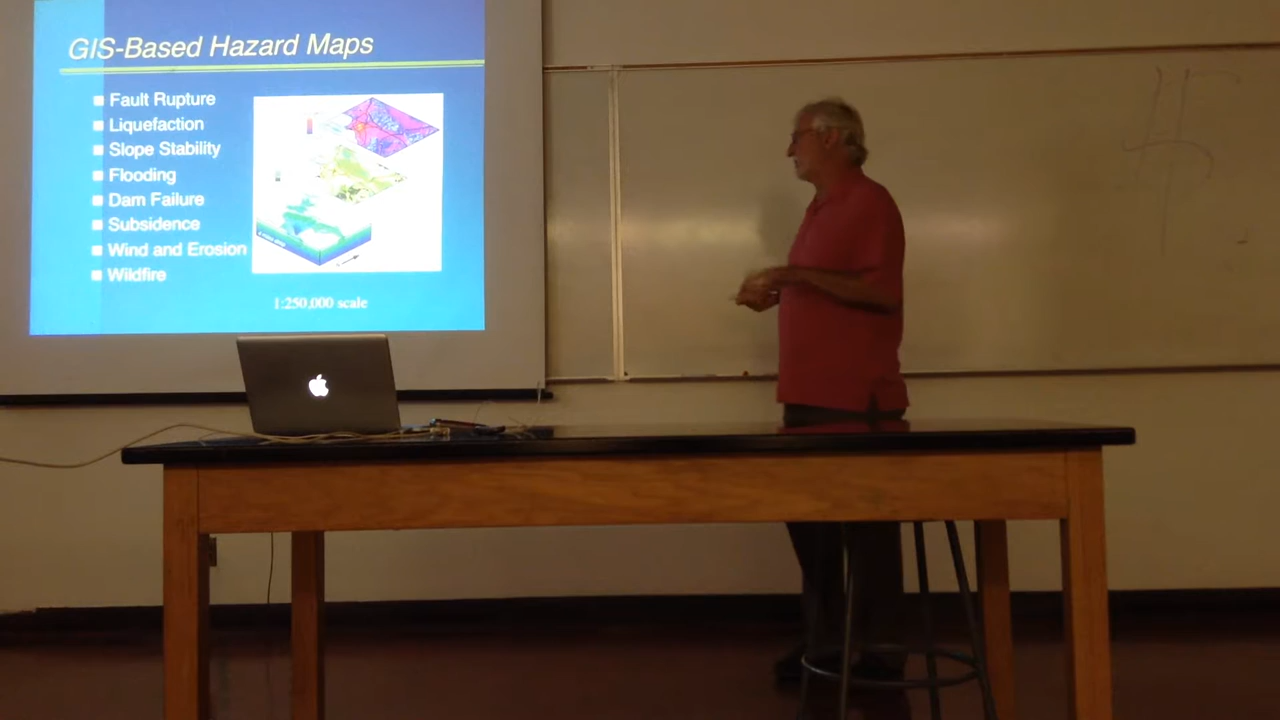 GIS-Based Hazard Maps
Fault Rupture
Liquefaction
Slope Stability
Flooding
Dam Failure
Subsidence
Wind and Erosion
Wildfire
1:250,000 scale